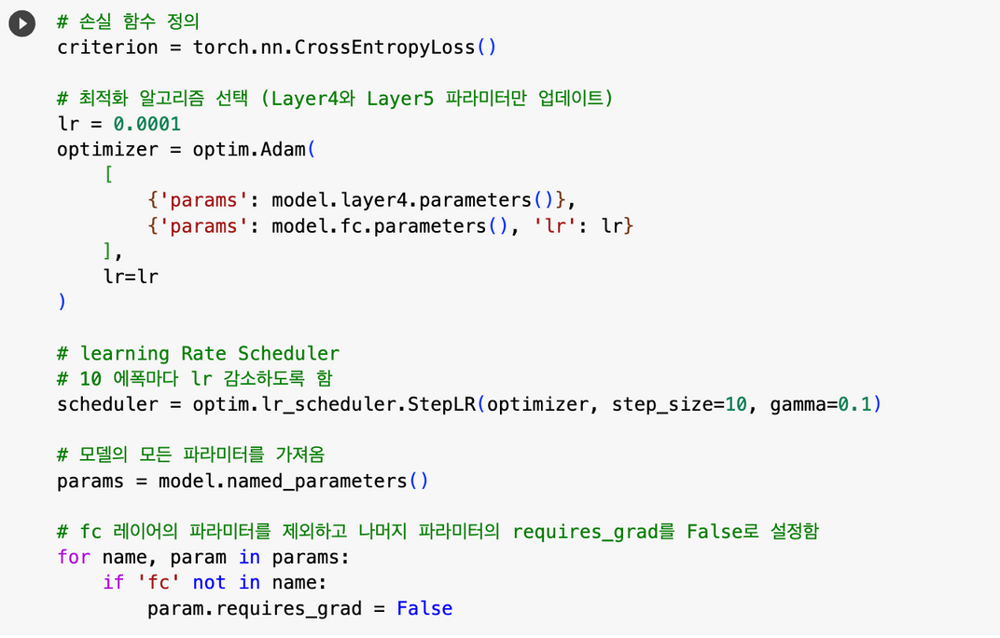 # 손실 함수 정의
criterion = torch.nn.CrossEntropyLoss()
# 최적화 알고리즘 선택 (Layer4와 Layer5 파라미터만 업데이트)
lr = 0.0001
optimizer = optim.Adam(
    [
        {'params': model.layer4.parameters()},
        {'params': model.fc.parameters(), 'lr': lr}
    ],
    lr=lr
)
# learning Rate Scheduler
# 10 에폭마다 lr 감소하도록 함
scheduler = optim.lr_scheduler.StepLR(optimizer, step_size=10, gamma=0.1)
# 모델의 모든 파라미터를 가져옴
params = model.named_parameters()
# fc 레이어의 파라미터를 제외하고 나머지 파라미터의 requires_grad를 False로 설정함
for name, param in params:
    if 'fc' not in name:
        param.requires_grad = False